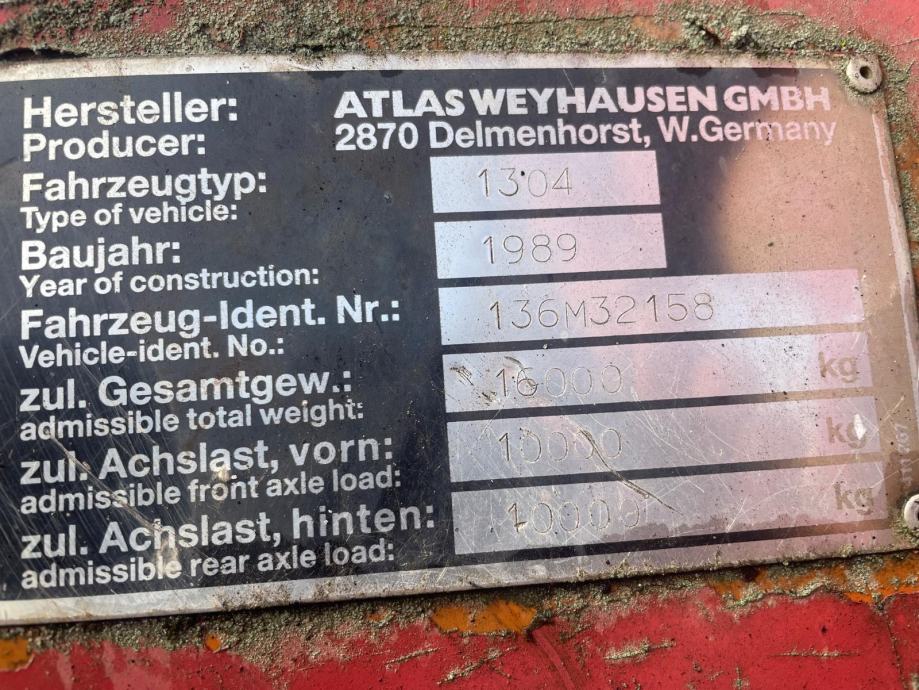 Hersteller: ATLAS WEYHAUSEN GMBH
Producer: 2870 Delmenhorst, W.Germany
Fahrzeugtyp: 1304
Type of vehicle:
Baujahr: 1989
Year of construction:
Fahrzeug-Ident. Nr.: 136M32158
Vehicle-ident. No.:
zul. Gesamtgew.: 16000 kg
admissible total weight:
zul. Achslast, vorn: 10000 kg
admissible front axle load:
zul. Achslast, hinten: 10000 kg
admissible rear axle load: